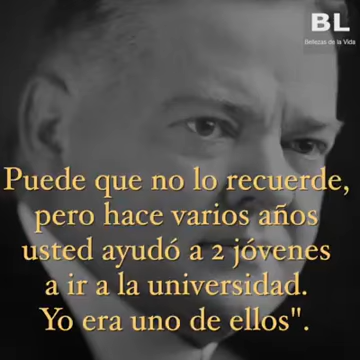 BL
Bellezas de la Vida
Puede que no lo recuerde,
pero hace varios años
usted ayudó a 2 jóvenes
a ir a la universidad.
Yo era uno de ellos".